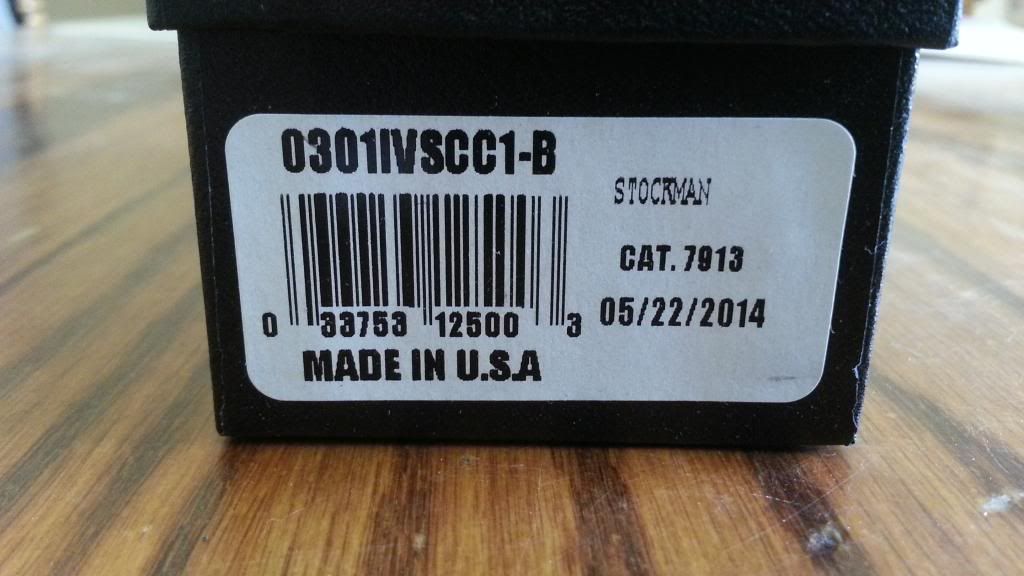 0301IVSCC1-B
STOCKMAN
CAT. 7913
0 33753 12500 3
05/22/2014
MADE IN U.S.A